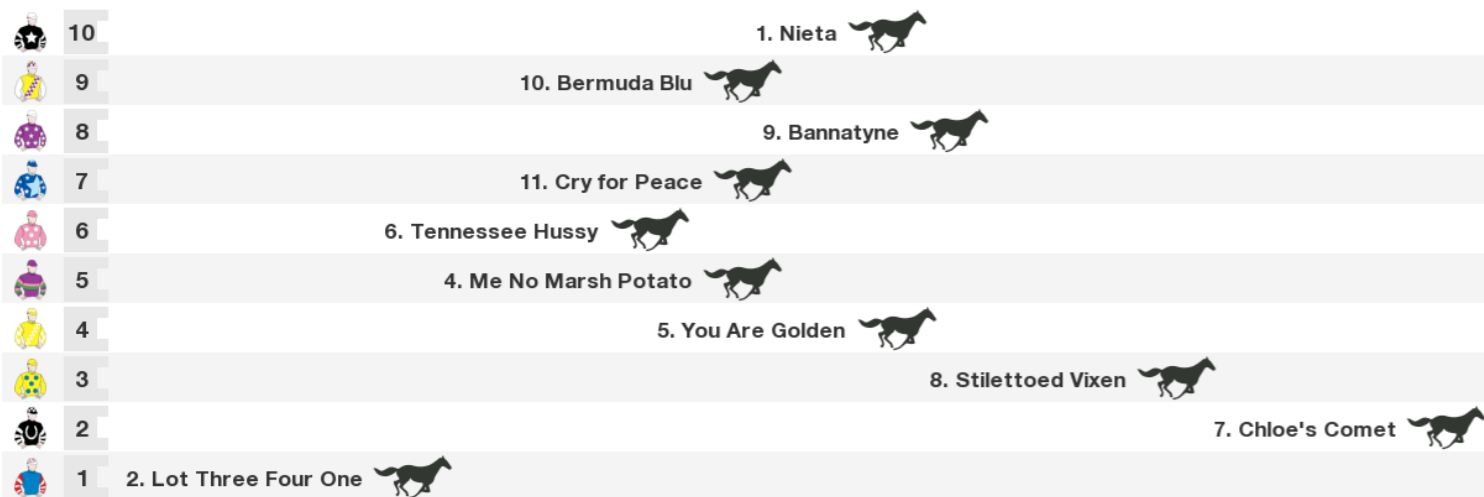 10 1. Nieta
9 10. Bermuda Blu
8 9. Bannatyne
7 11. Cry for Peace
6 6. Tennessee Hussy
5 4. Me No Marsh Potato
4 5. You Are Golden
3 8. Stilettoed Vixen
2 7. Chloe's Comet
1 2. Lot Three Four One